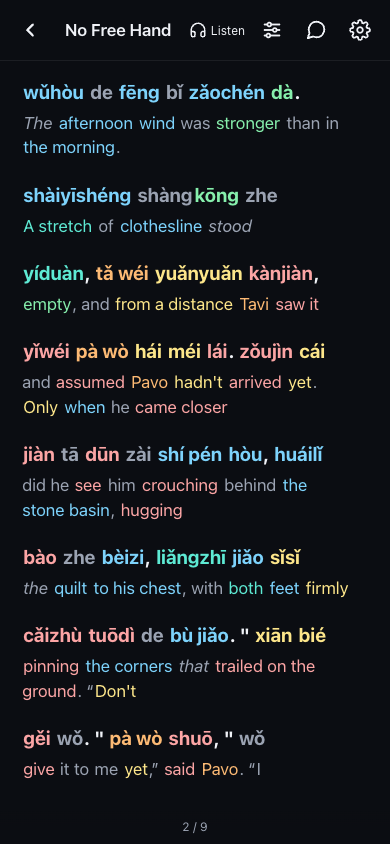 No Free Hand
Listen
wǔhòu de fēng bǐ zǎochén dà.
The afternoon wind was stronger than in
the morning.
shàiyīshéng shàngkōng zhe
A stretch of clothesline stood
yíduàn, tǎ wéi yuǎnyuǎn kànjiàn,
empty, and from a distance Tavi saw it
yǐwéi pà wò hái méi lái. zǒujìn cái
and assumed Pavo hadn't arrived yet.
Only when he came closer
jiàn tā dūn zài shí pén hòu, huáilǐ
did he see him crouching behind the
stone basin, hugging
bào zhe bèizi, liǎngzhī jiǎo sǐsǐ
the quilt to his chest, with both feet firmly
cǎizhù tuōdì de bù jiǎo. " xiān bié
pinning the corners that trailed on the
ground. “Don't
gěi wǒ. " pà wò shuō, " wǒ
give it to me yet,” said Pavo. “I
2 / 9